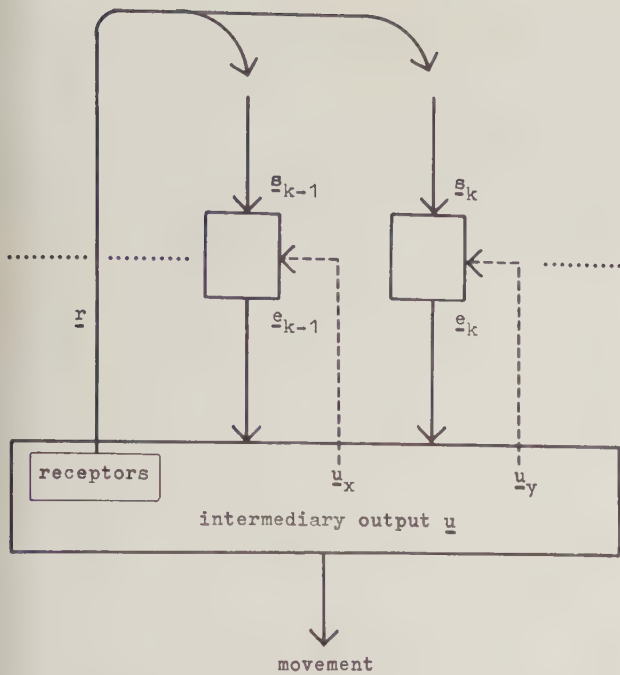 s_k-1
s_k
r
e_k-1
e_k
receptors
u_x
u_y
intermediary output u
movement